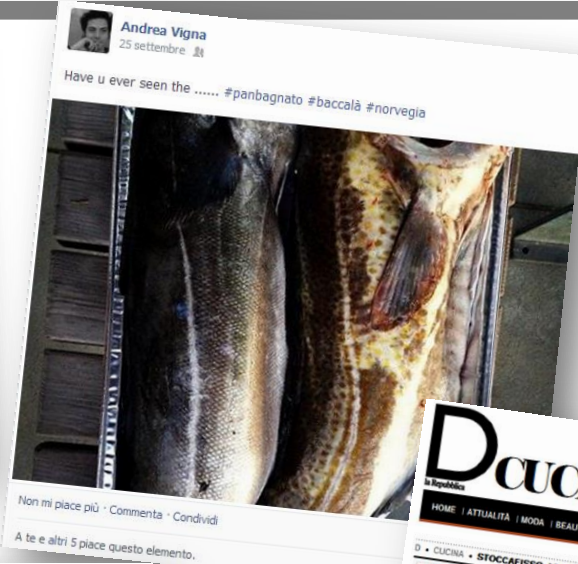 Andrea Vigna
25 settembre
Have u ever seen the ...... #panbagnato #baccalà #norvegia
Non mi piace più · Commenta · Condividi
A te e altri 5 piace questo elemento.
D CUC
la Repubblica
HOME | ATTUALITÀ | MODA | BEAU
D • CUCINA •